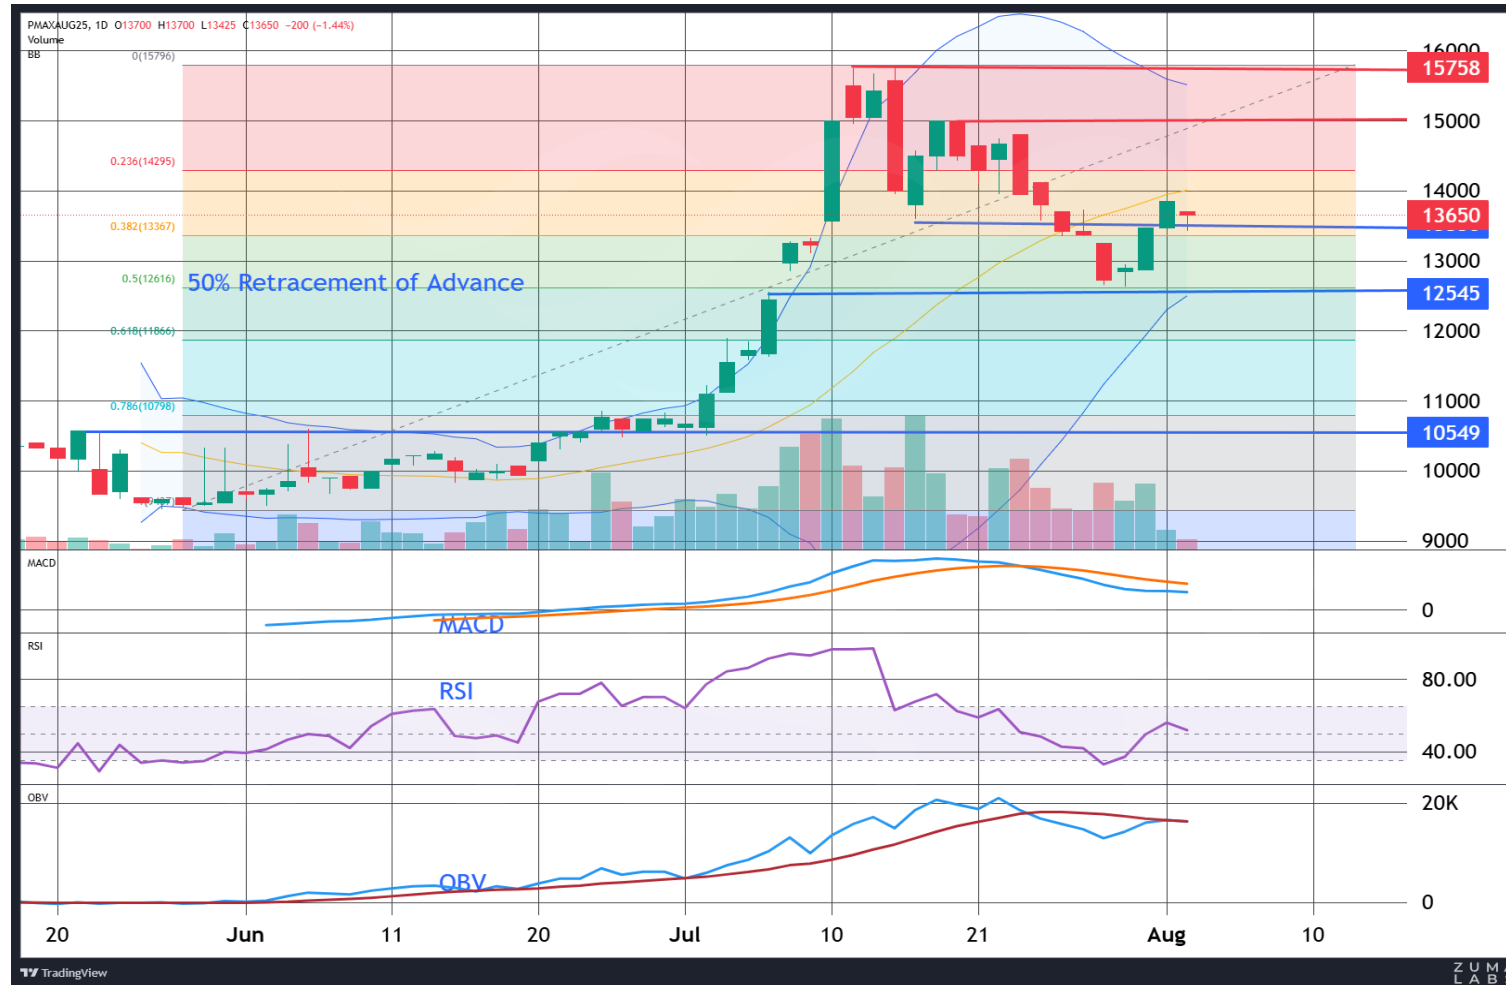 PMAXAUG25, 1D O13700 H13700 L13425 C13650 −200 (−1.44%)
Volume
BB
0(15796)
16000
15758
15000
0.236(14295)
14000
13650
0.382(13367)
13000
0.5(12616)
50% Retracement of Advance
12545
12000
0.618(11866)
11000
0.786(10798)
10549
10000
9000
MACD
0
MACD
RSI
80.00
RSI
40.00
OBV
20K
OBV
0
20 Jun 11 20 Jul 10 21 Aug 10
TradingView
ZUM
LAB